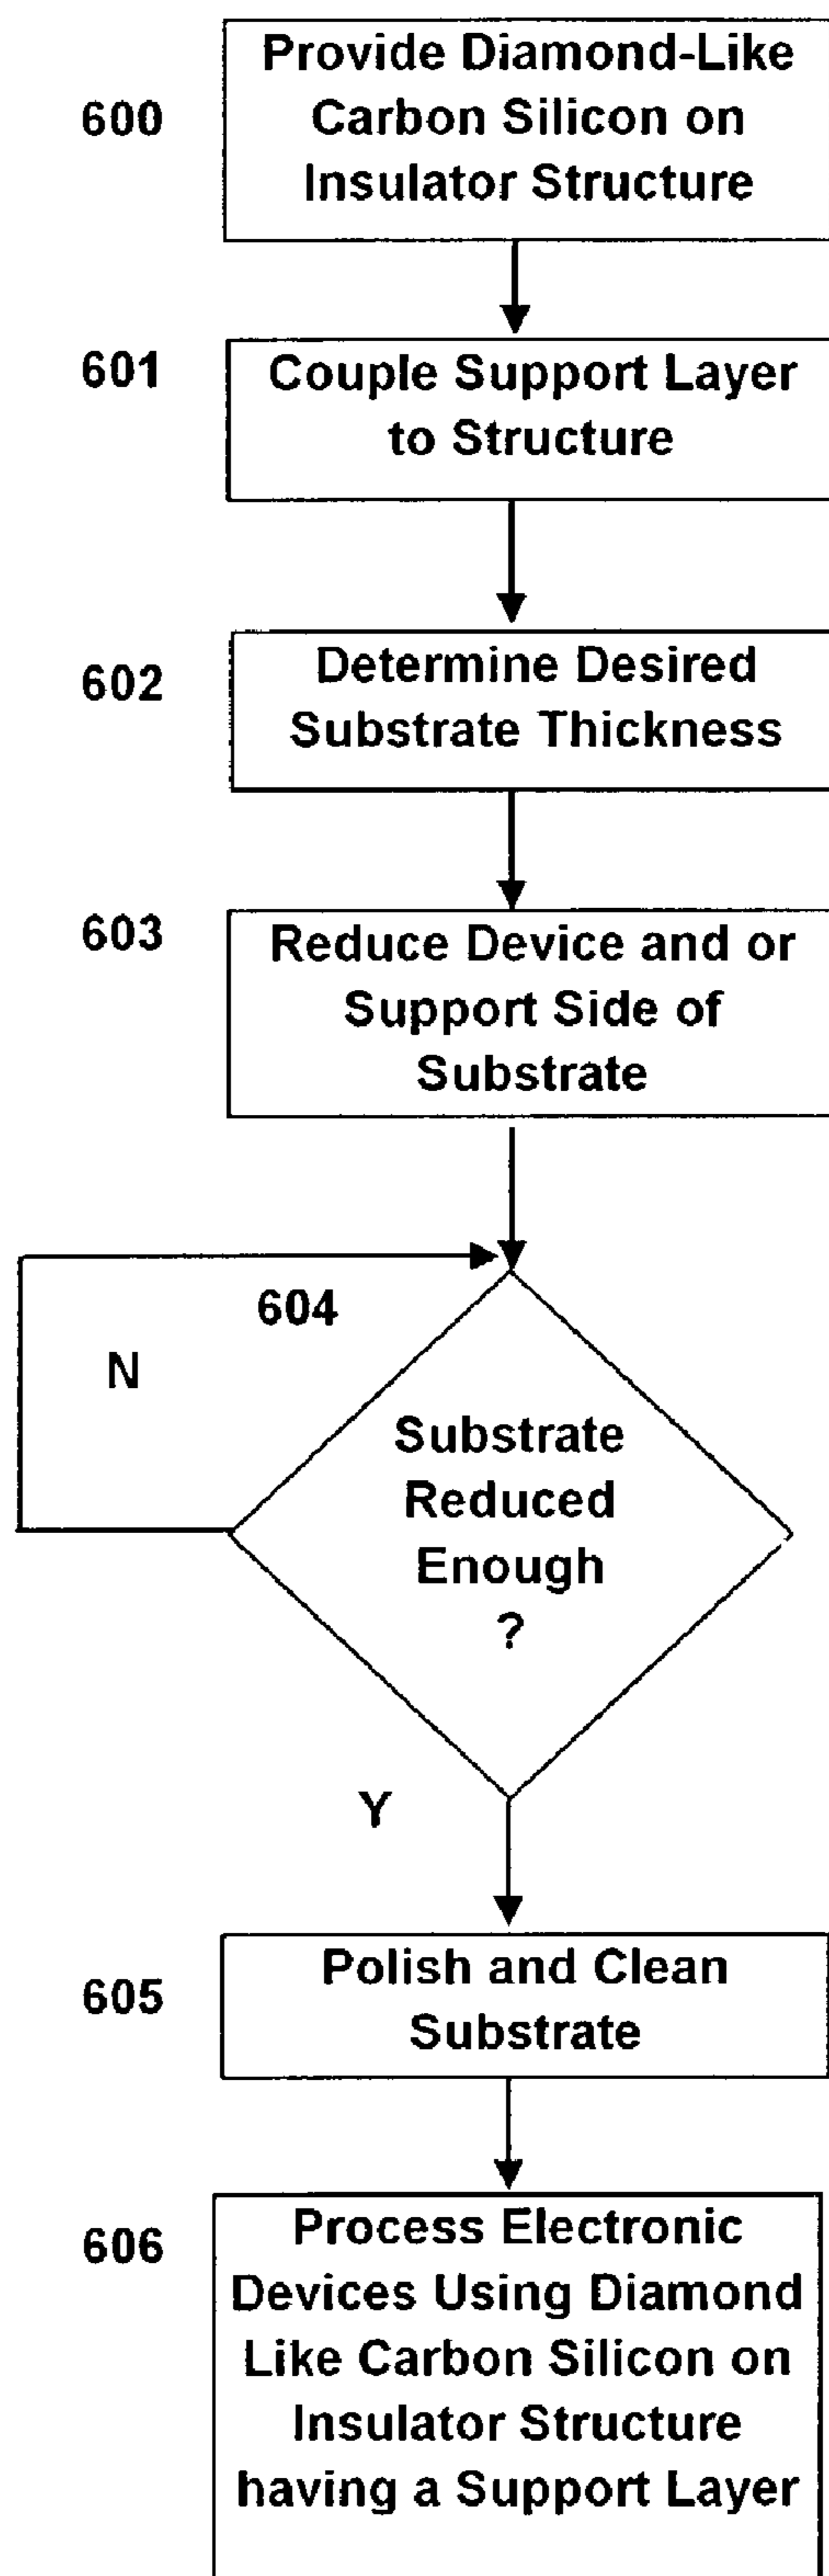 600
Provide Diamond-Like
Carbon Silicon on
Insulator Structure
601
Couple Support Layer
to Structure
602
Determine Desired
Substrate Thickness
603
Reduce Device and or
Support Side of
Substrate
604
N
Substrate
Reduced
Enough
?
Y
605
Polish and Clean
Substrate
606
Process Electronic
Devices Using Diamond
Like Carbon Silicon on
Insulator Structure
having a Support Layer